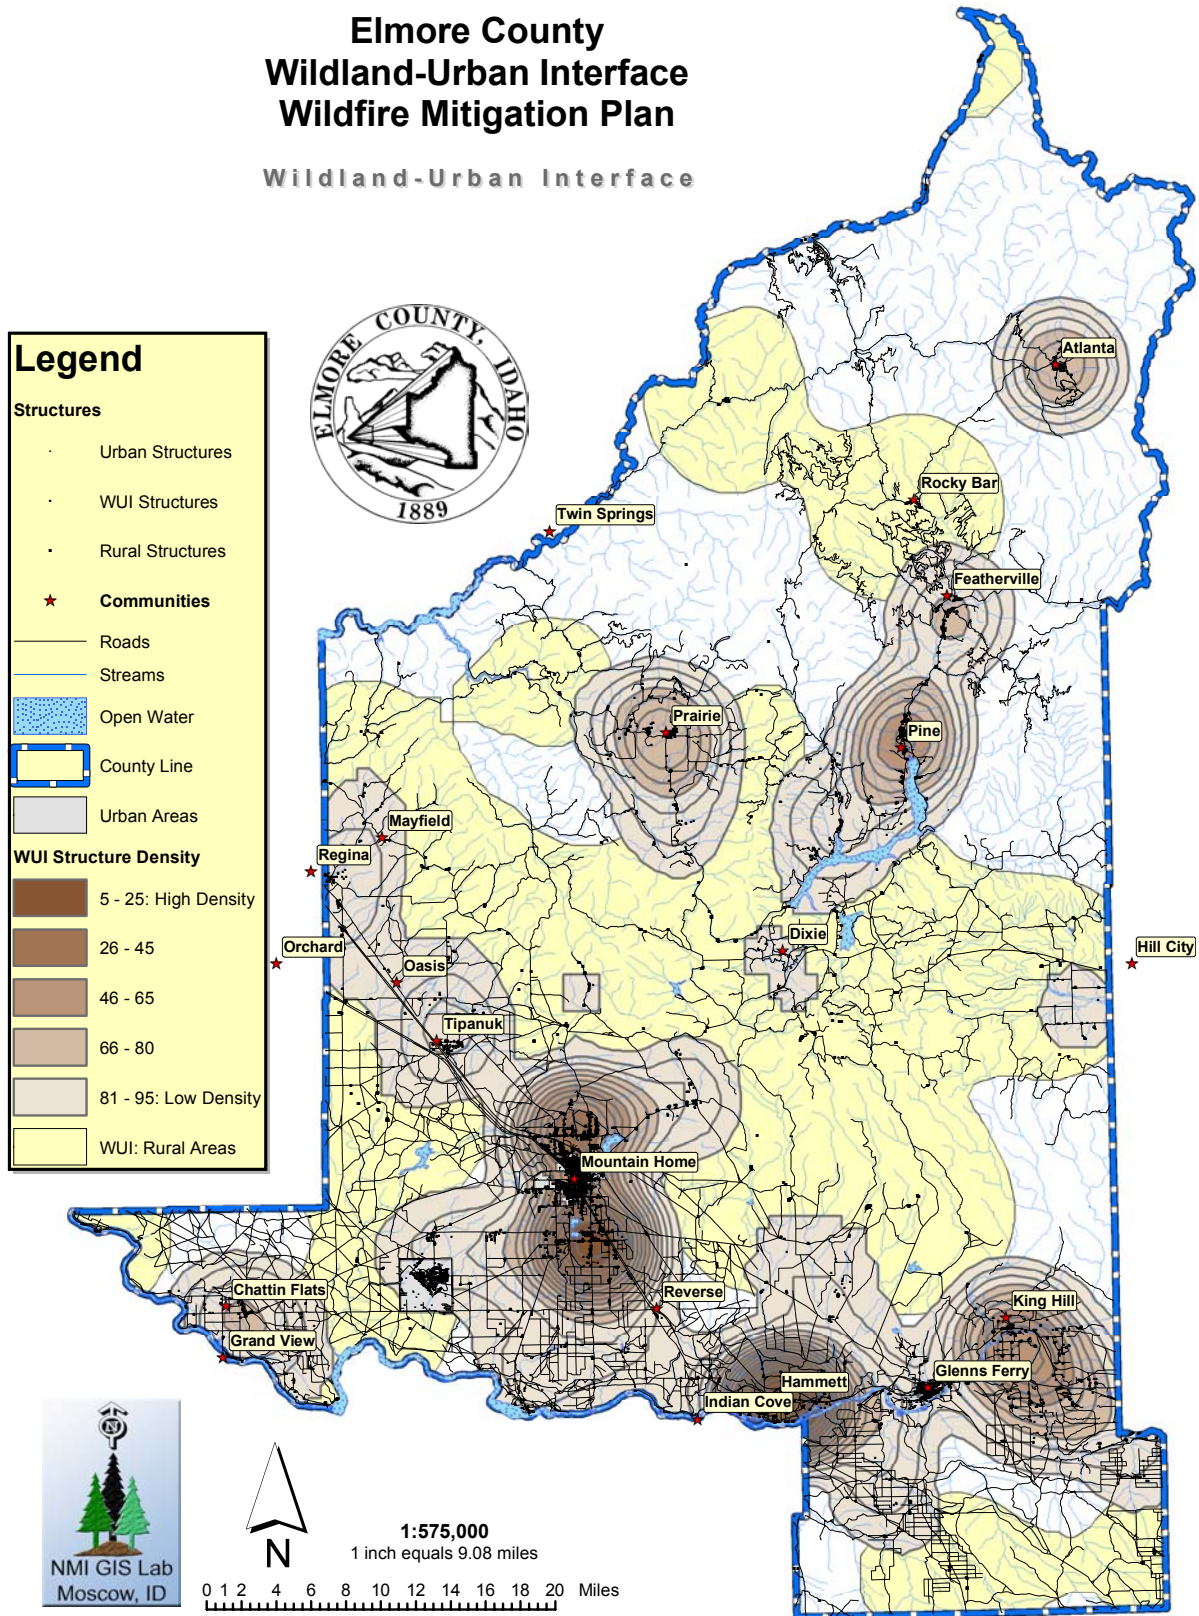 Elmore County
Wildland-Urban Interface
Wildfire Mitigation Plan
Wildland-Urban Interface
ELMORE COUNTY, IDAHO
1889
Legend
Structures
Urban Structures
WUI Structures
Rural Structures
Communities
Roads
Streams
Open Water
County Line
Urban Areas
WUI Structure Density
5 - 25: High Density
26 - 45
46 - 65
66 - 80
81 - 95: Low Density
WUI: Rural Areas
Atlanta
Rocky Bar
Twin Springs
Featherville
Prairie
Pine
Mayfield
Regina
Dixie
Orchard
Hill City
Oasis
Tipanuk
Mountain Home
Chattin Flats
Reverse
King Hill
Grand View
Glenns Ferry
Hammett
Indian Cove
N
NMI GIS Lab
Moscow, ID
N
1:575,000
1 inch equals 9.08 miles
0 1 2 4 6 8 10 12 14 16 18 20 Miles